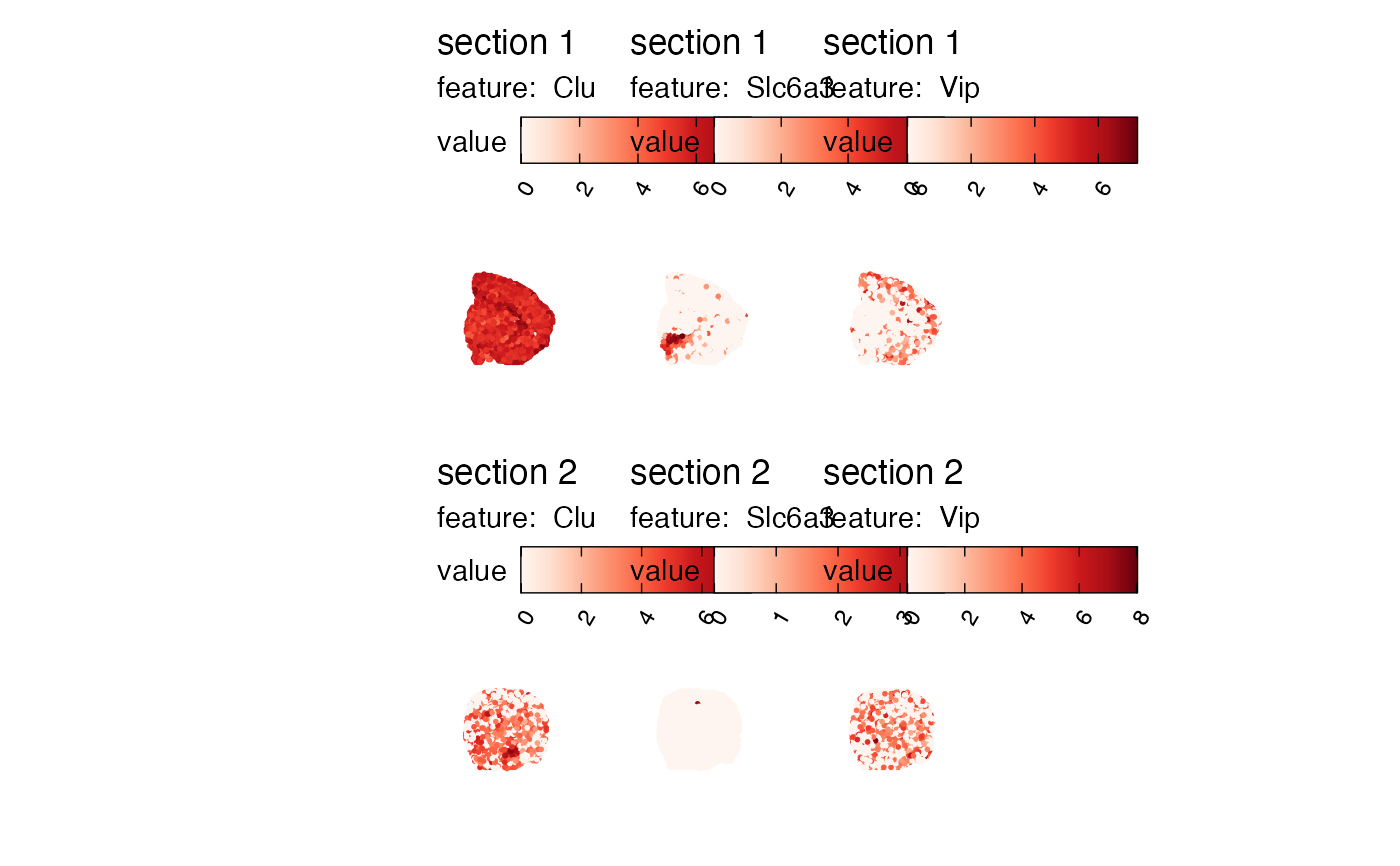 section 1 section 1 section 1
feature: Clu feature: Slc6a3 feature: Vip
value value value
0 2 4 6 0 2 4 6 0 2 4 6
section 2 section 2 section 2
feature: Clu feature: Slc6a3 feature: Vip
value value value
0 2 4 6 0 1 2 3 0 2 4 6 8